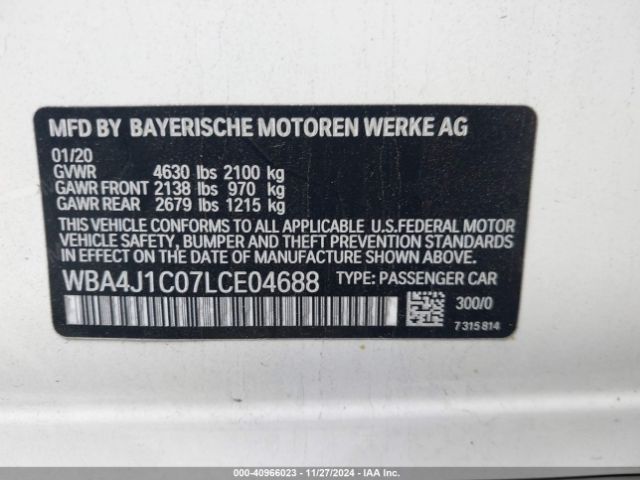 MFD BY BAYERISCHE MOTOREN WERKE AG
01/20
GVWR 4630 lbs 2100 kg
GAWR FRONT 2138 lbs 970 kg
GAWR REAR 2679 lbs 1215 kg
THIS VEHICLE CONFORMS TO ALL APPLICABLE U.S.FEDERAL MOTOR
VEHICLE SAFETY, BUMPER AND THEFT PREVENTION STANDARDS
IN EFFECT ON THE DATE OF MANUFACTURE SHOWN ABOVE.
WBA4J1C07LCE04688 TYPE: PASSENGER CAR
300/0
7315814
000-40966023 | 11/27/2024 | IAAI.COM